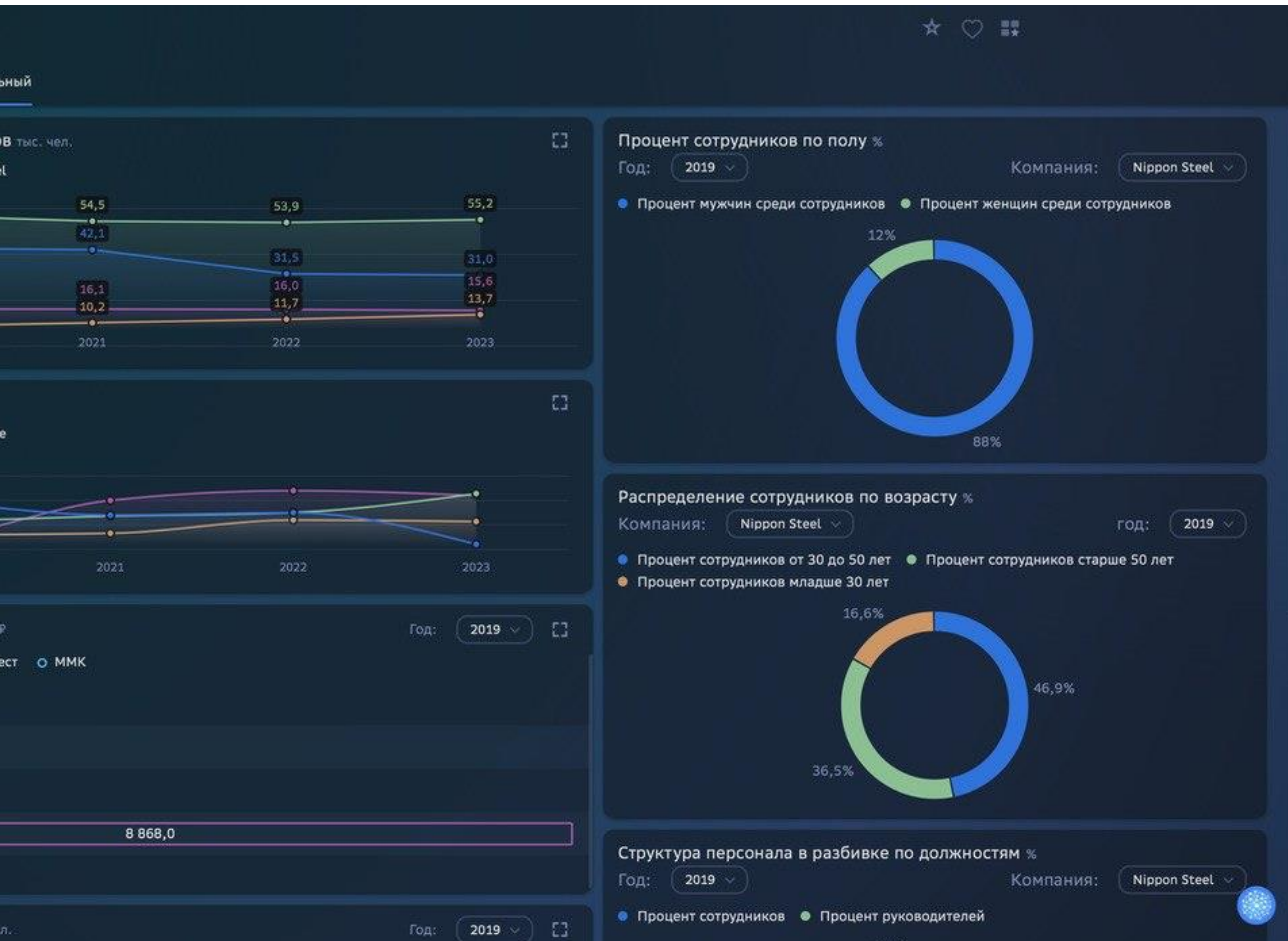 ьный
ов тыс. чел.
el
54,5 53,9 55,2
42,1 31,5 31,0
16,1 16,0 15,6
10,2 11,7 13,7
2021 2022 2023
e
2021 2022 2023
₽ Год: 2019
ест ММК
8 868,0
л. Год: 2019
Процент сотрудников по полу %
Год: 2019 Компания: Nippon Steel
Процент мужчин среди сотрудников Процент женщин среди сотрудников
12%
88%
Распределение сотрудников по возрасту %
Компания: Nippon Steel год: 2019
Процент сотрудников от 30 до 50 лет Процент сотрудников старше 50 лет
Процент сотрудников младше 30 лет
16,6%
46,9%
36,5%
Структура персонала в разбивке по должностям %
Год: 2019 Компания: Nippon Steel
Процент сотрудников Процент руководителей